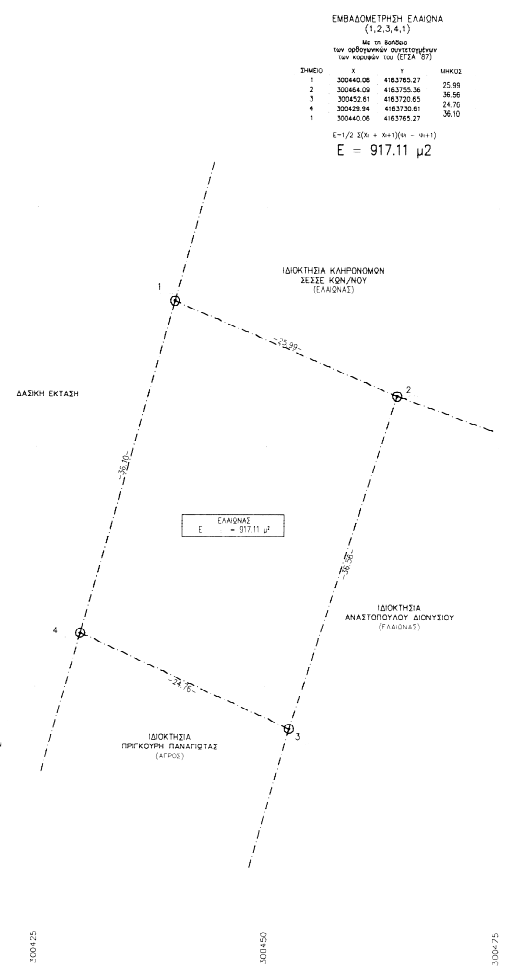 ΕΜΒΑΔΟΜΕΤΡΗΣΗ ΕΛΑΙΩΝΑ
(1,2,3,4,1)
Με τη βοήθεια
των ορθογωνικών συντεταγμένων
των κορυφών του (ΕΓΣΑ '87)
ΣΗΜΕΙΟ X Y ΜΗΚΟΣ
1 300440.06 4163765.27
25.99
2 300464.09 4163755.36
36.56
3 300452.61 4163720.65
24.76
4 300429.94 4163730.61
36.10
1 300440.06 4163765.27
E=1/2 Σ(Xi + Xi+1)(Ψi - Ψi+1)
E = 917.11 μ2
1
ΙΔΙΟΚΤΗΣΙΑ ΚΛΗΡΟΝΟΜΩΝ
ΣΕΣΣΕ ΚΩΝ/ΝΟΥ
(ΕΛΑΙΩΝΑΣ)
-25.99-
2
ΔΑΣΙΚΗ ΕΚΤΑΣΗ
-36.10-
ΕΛΑΙΩΝΑΣ
E = 917.11 μ²
-36.56-
ΙΔΙΟΚΤΗΣΙΑ
ΑΝΑΣΤΟΠΟΥΛΟΥ ΔΙΟΝΥΣΙΟΥ
(ΕΛΑΙΩΝΑΣ)
4
-24.76-
3
ΙΔΙΟΚΤΗΣΙΑ
ΠΡΙΓΚΟΥΡΗ ΠΑΝΑΓΙΩΤΑΣ
(ΑΓΡΟΣ)
300425
300450
300475